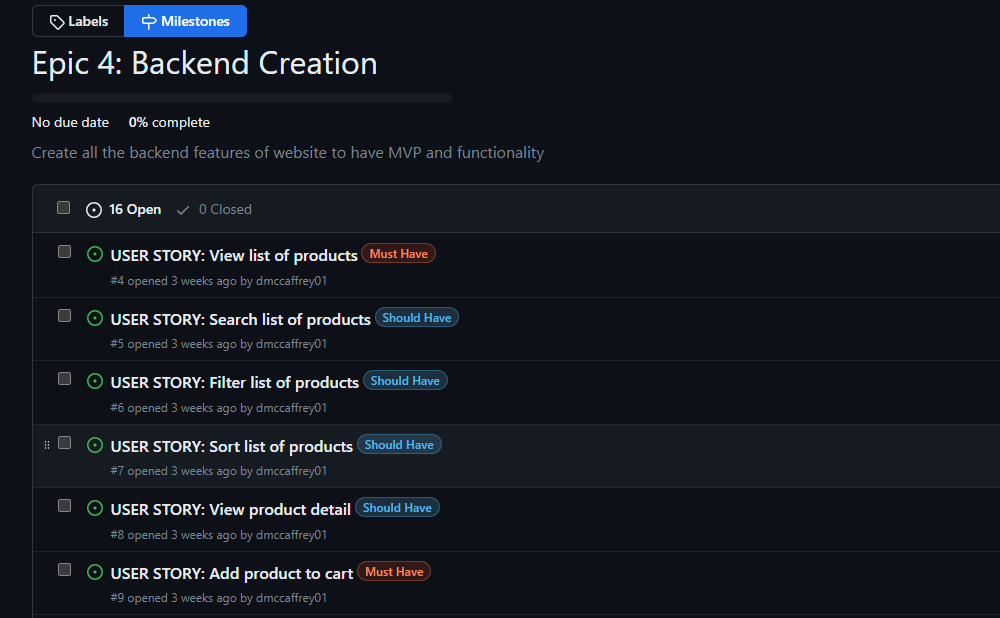 Labels Milestones
Epic 4: Backend Creation
No due date 0% complete
Create all the backend features of website to have MVP and functionality
16 Open 0 Closed
USER STORY: View list of products Must Have
#4 opened 3 weeks ago by dmccaffrey01
USER STORY: Search list of products Should Have
#5 opened 3 weeks ago by dmccaffrey01
USER STORY: Filter list of products Should Have
#6 opened 3 weeks ago by dmccaffrey01
USER STORY: Sort list of products Should Have
#7 opened 3 weeks ago by dmccaffrey01
USER STORY: View product detail Should Have
#8 opened 3 weeks ago by dmccaffrey01
USER STORY: Add product to cart Must Have
#9 opened 3 weeks ago by dmccaffrey01